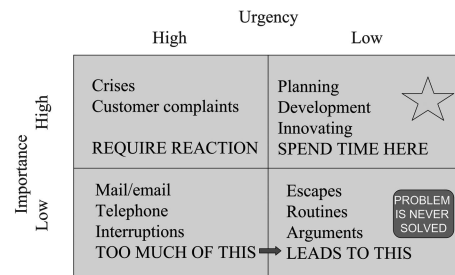 Urgency
High Low
Importance
High
Crises
Customer complaints
REQUIRE REACTION
Planning
Development
Innovating
SPEND TIME HERE
Low
Mail/email
Telephone
Interruptions
TOO MUCH OF THIS
Escapes
Routines
Arguments
LEADS TO THIS
PROBLEM
IS NEVER
SOLVED